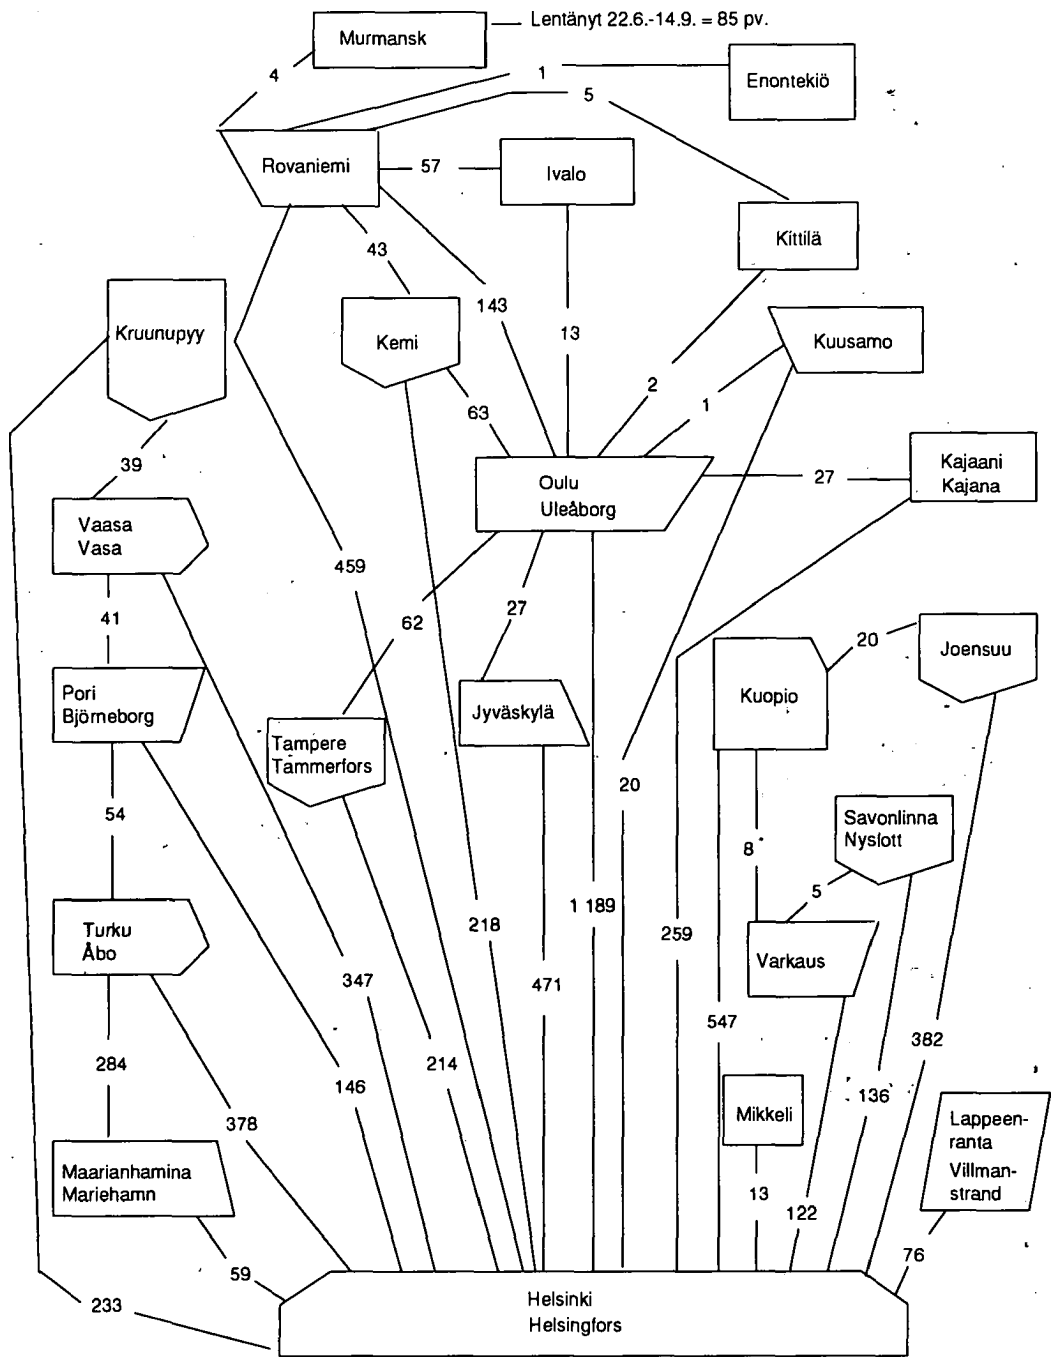 Lentänyt 22.6.-14.9. = 85 pv.
Murmansk
4
1
Enontekiö
5
Rovaniemi
57
Ivalo
Kittilä
43
143
13
Kruunupyy
Kemi
Kuusamo
2
1
63
39
Oulu
Uleåborg
27
Kajaani
Kajana
Vaasa
Vasa
459
41
62
27
20
Joensuu
Pori
Björneborg
Jyväskylä
Kuopio
Tampere
Tammerfors
20
54
8
Savonlinna
Nyslott
5
Turku
Åbo
218
1 189
259
Varkaus
347
471
547
382
284
214
146
136
378
Mikkeli
Lappeen-
ranta
Villman-
strand
Maarianhamina
Mariehamn
13
122
76
59
233
Helsinki
Helsingfors